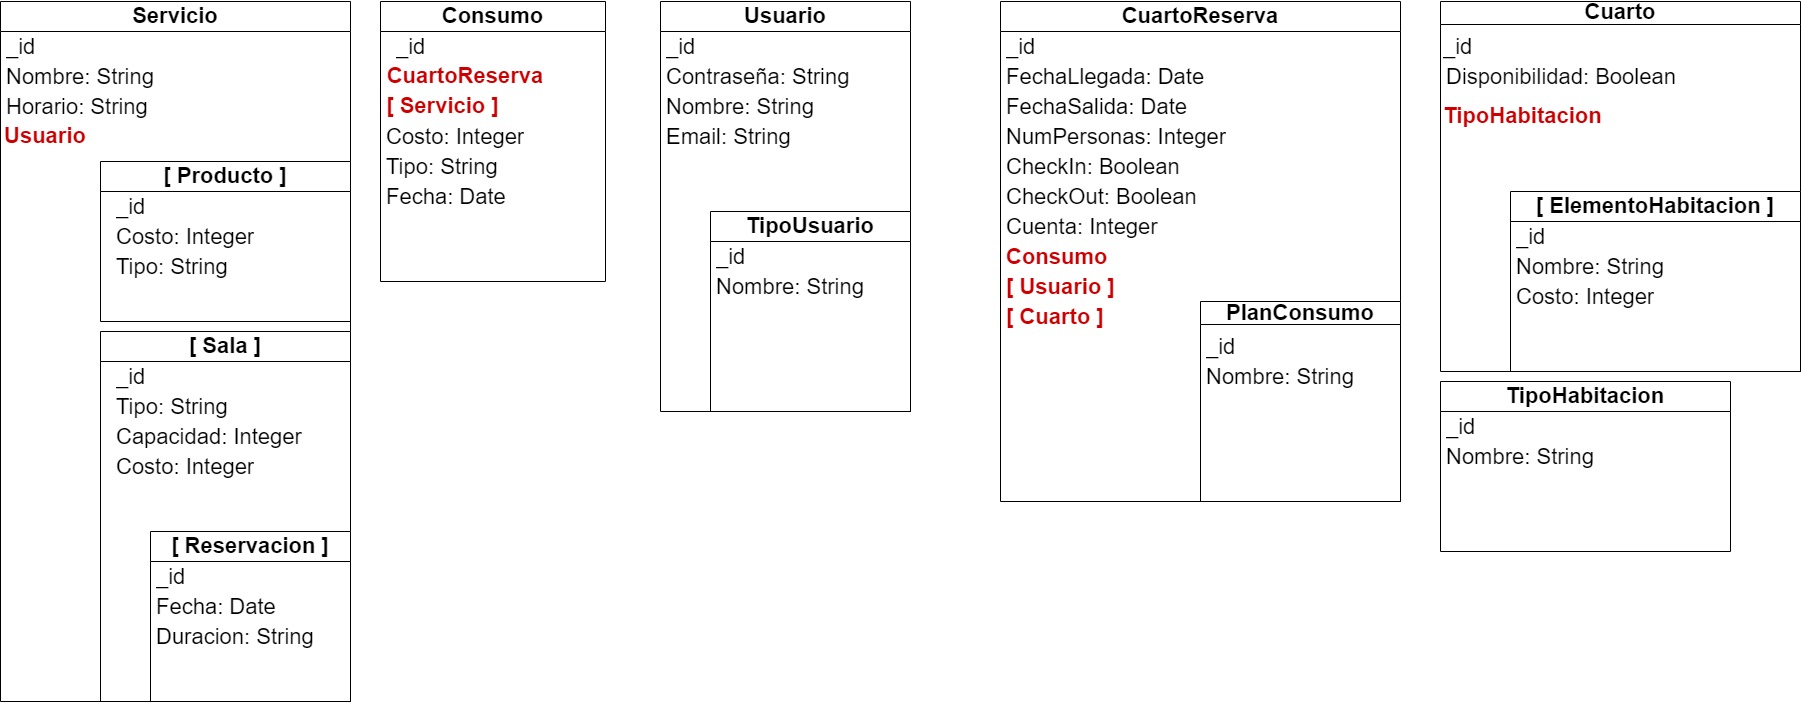 Servicio
_id
Nombre: String
Horario: String
Usuario
[ Producto ]
_id
Costo: Integer
Tipo: String
[ Sala ]
_id
Tipo: String
Capacidad: Integer
Costo: Integer
[ Reservacion ]
_id
Fecha: Date
Duracion: String
Consumo
_id
CuartoReserva
[ Servicio ]
Costo: Integer
Tipo: String
Fecha: Date
Usuario
_id
Contraseña: String
Nombre: String
Email: String
TipoUsuario
_id
Nombre: String
CuartoReserva
_id
FechaLlegada: Date
FechaSalida: Date
NumPersonas: Integer
CheckIn: Boolean
CheckOut: Boolean
Cuenta: Integer
Consumo
[ Usuario ]
[ Cuarto ]
PlanConsumo
_id
Nombre: String
Cuarto
_id
Disponibilidad: Boolean
TipoHabitacion
[ ElementoHabitacion ]
_id
Nombre: String
Costo: Integer
TipoHabitacion
_id
Nombre: String